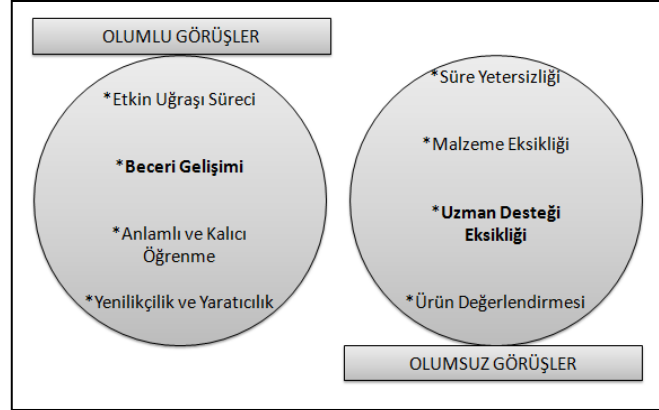 OLUMLU GÖRÜŞLER
*Etkin Uğraşı Süreci
*Beceri Gelişimi
*Anlamlı ve Kalıcı
Öğrenme
*Yenilikçilik ve Yaratıcılık
*Süre Yetersizliği
*Malzeme Eksikliği
*Uzman Desteği
Eksikliği
*Ürün Değerlendirmesi
OLUMSUZ GÖRÜŞLER